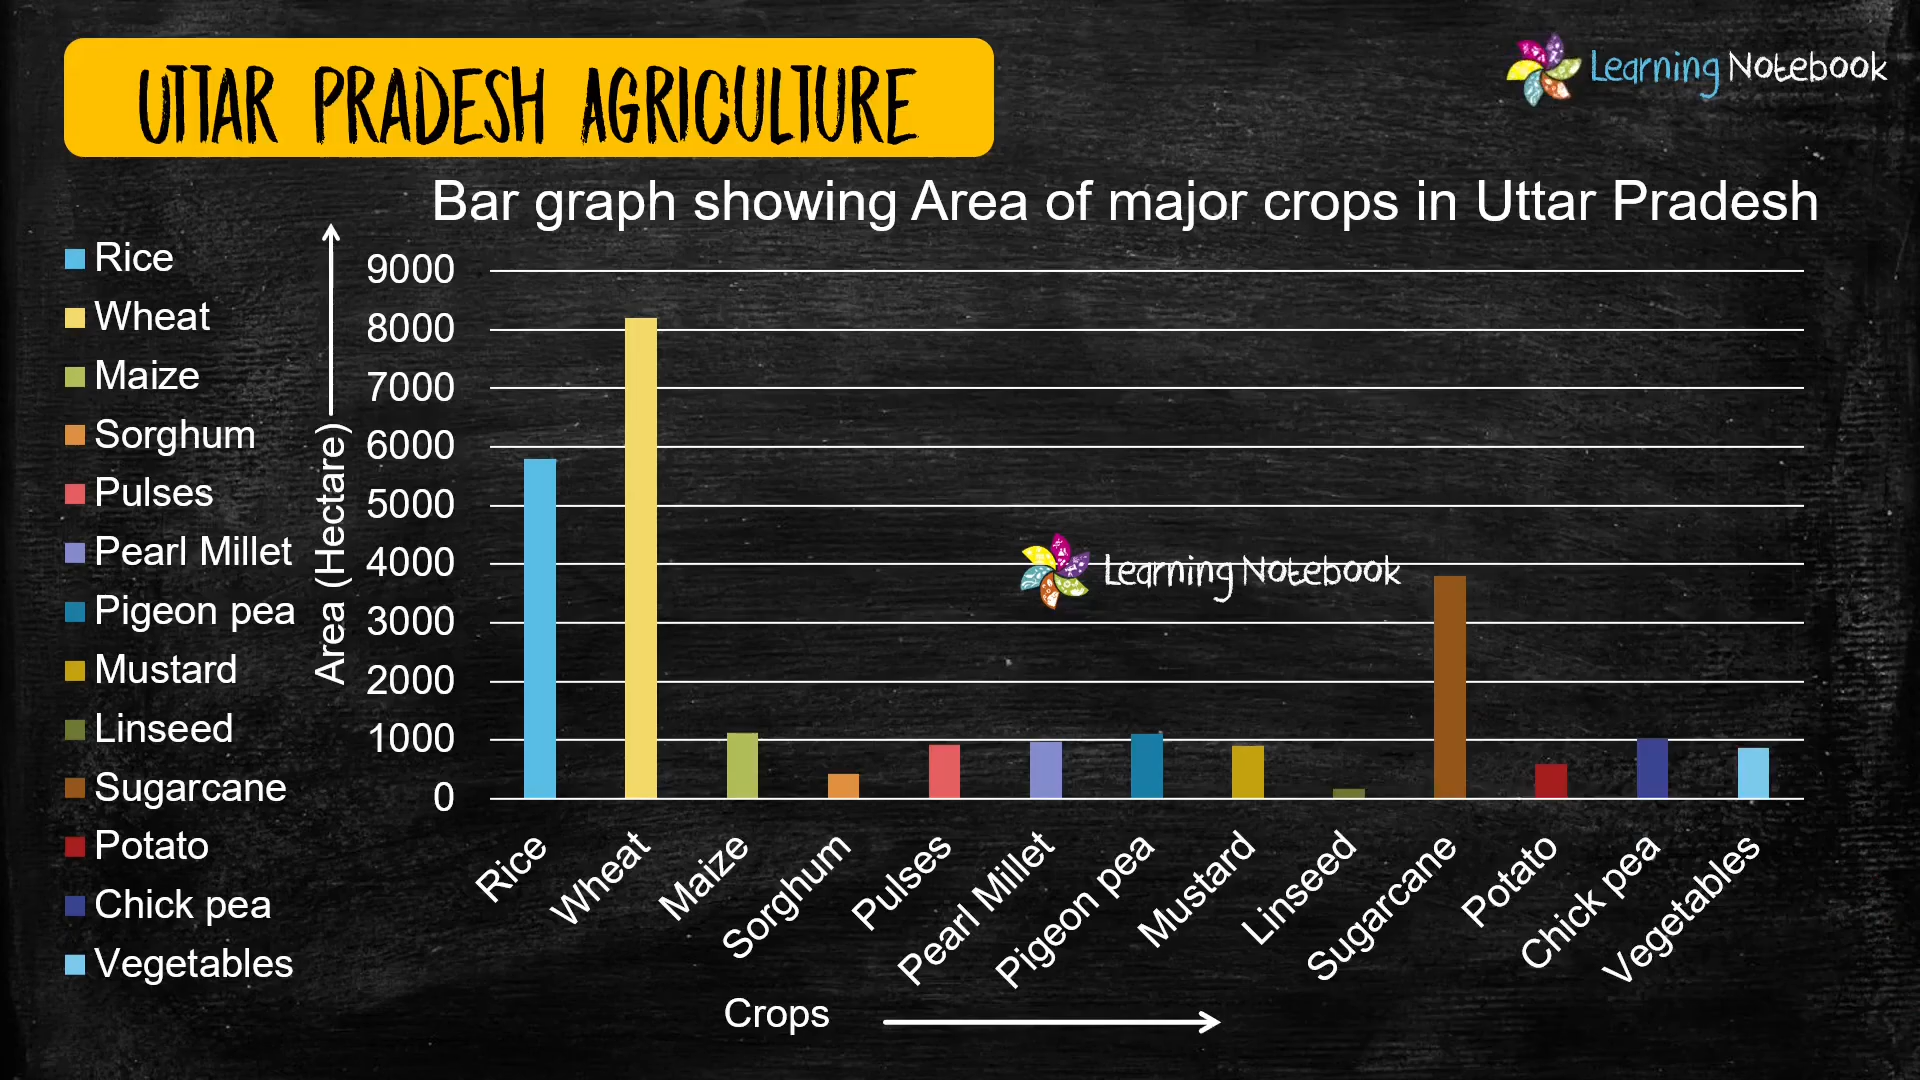 UTTAR PRADESH AGRICULTURE
Learning Notebook
Bar graph showing Area of major crops in Uttar Pradesh
Rice
Wheat
Maize
Sorghum
Pulses
Pearl Millet
Pigeon pea
Mustard
Linseed
Sugarcane
Potato
Chick pea
Vegetables
Area (Hectare)
9000
8000
7000
6000
5000
4000
3000
2000
1000
0
Learning Notebook
Rice
Wheat
Maize
Sorghum
Pulses
Pearl Millet
Pigeon pea
Mustard
Linseed
Sugarcane
Potato
Chick pea
Vegetables
Crops